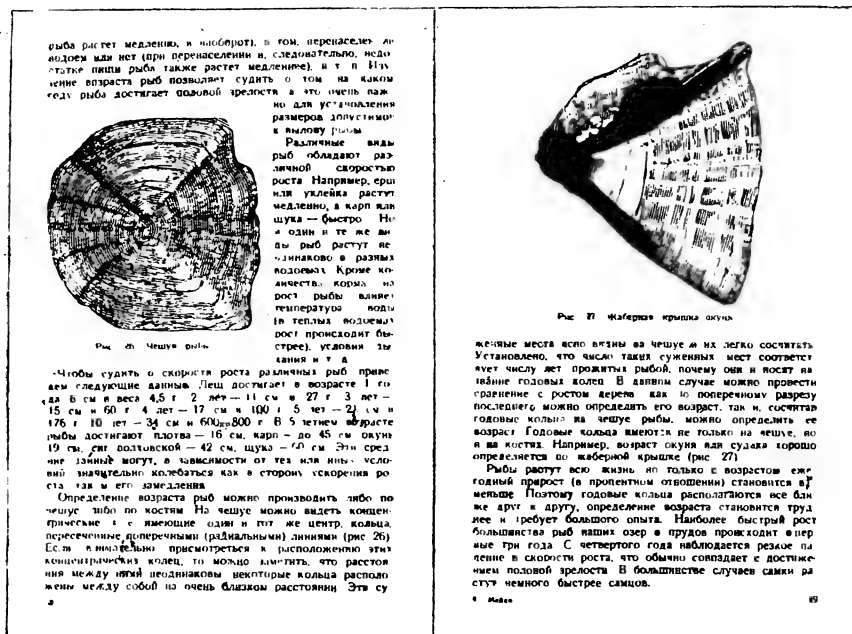 рыба растет медленно, и наоборот), в том, перенаселен ли
водоем или нет (при перенаселении и, следовательно, недо-
статке пищи рыба также растет медленнее), и т п Изу-
чение возраста рыб позволяет судить о том на каком
году рыба достигает половой зрелости а это очень важ-
но для установления
размеров допустимого
к вылову рыбы
Различные виды
рыб обладают раз-
личной скоростью
роста Например, ерш
или уклейка растут
медленно, а карп или
щука — быстро Но
и один и те же ви-
ды рыб растут не
одинаково в разных
водоемах Кроме ко-
личества корма на
рост рыбы влияет
температура воды
(в теплых водоемах
рост происходит бы-
стрее), условия зы-
кания и т д
Рис 26 Чешуя рыбы
Чтобы судить о скорости роста различных рыб приве-
дем следующие данные Лещ достигает в возрасте 1 го-
да 6 см и веса 4,5 г 2 лет — 11 см и 27 г 3 лет —
15 см и 60 г 4 лет — 17 см и 100 г 5 лет — 21 см и
176 г 10 лет — 34 см и 600—800 г В 5 летнем возрасте
рыбы достигают плотва — 16 см, карп — до 45 см окунь
19 см, сиг полтовской — 42 см, щука — см Эти сред-
ние данные могут, в зависимости от тех или иных усло-
вий значительно колебаться как в сторону ускорения ро-
ста так и его замедления
Определение возраста рыб можно производить либо по
чешуе либо по костям На чешуе можно видеть концен-
трические т е имеющие один и тот же центр, кольца,
пересеченные поперечными (радиальными) линиями (рис 26)
Если внимательно присмотреться к расположению этих
концентрических колец, то можно заметить, что расстоя-
ния между ними неодинаковы некоторые кольца располо-
жены между собой на очень близком расстоянии Эти су-
Рис 27 Жаберная крышка окуня
женные места ясно видны на чешуе и их легко сосчитать
Установлено, что число таких суженных мест соответст-
вует числу лет прожитых рыбой, почему они и носят на-
звание годовых колец В данном случае можно провести
сравнение с ростом дерева как по поперечному разрезу
последнего можно определить его возраст, так и, сосчитав
годовые кольца на чешуе рыбы, можно определить ее
возраст Годовые кольца имеются не только на чешуе, но
и на костях. Например, возраст окуня или судака хорошо
определяется по жаберной крышке (рис 27)
Рыбы растут всю жизнь но только с возрастом еже-
годный прирост (в процентном отношении) становится
меньше Поэтому годовые кольца располагаются все бли-
же друг к другу, определение возраста становится труд-
нее и требует большого опыта. Наиболее быстрый рост
большинства рыб наших озер и прудов происходит в пер-
вые три года С четвертого года наблюдается резкое па-
дение в скорости роста, что обычно совпадает с достиже-
нием половой зрелости В большинстве случаев самки ра-
стут немного быстрее самцов.